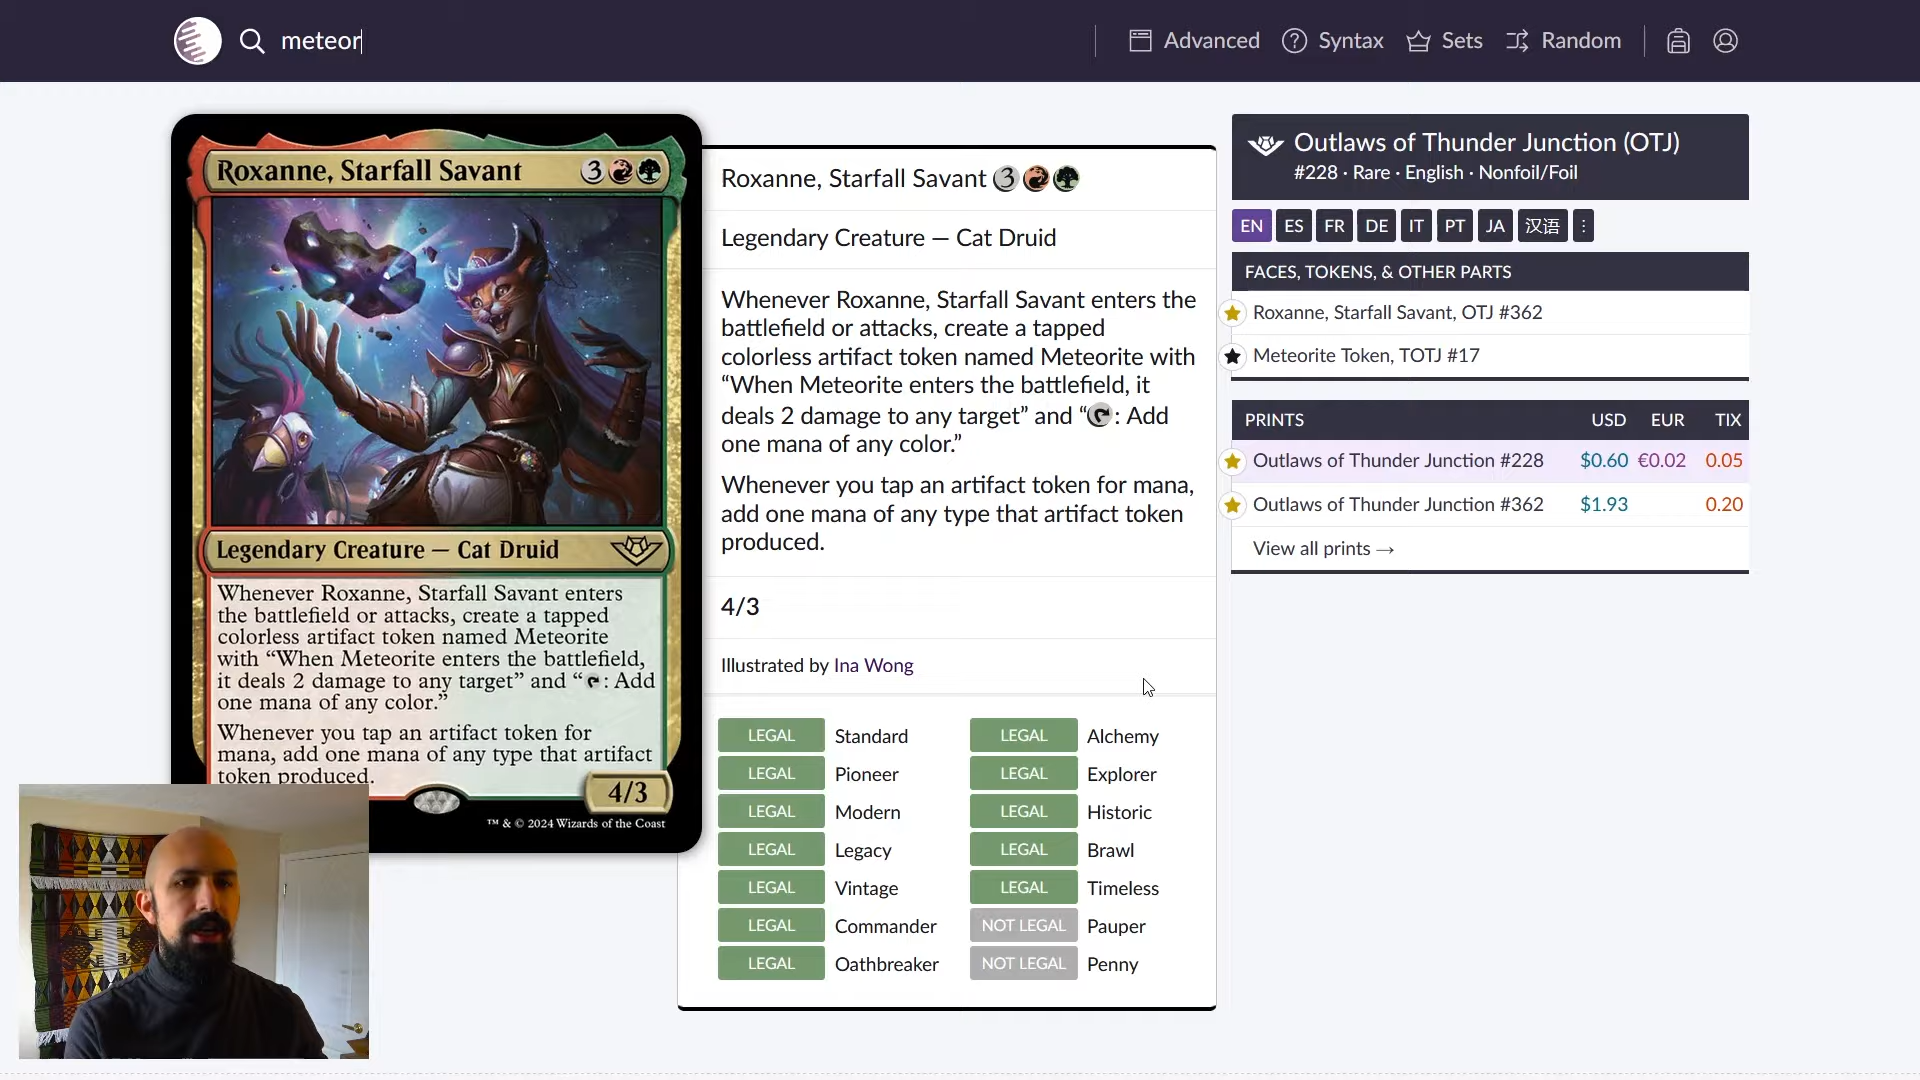 meteor
Advanced
Syntax
Sets
Random
Roxanne, Starfall Savant 3
Legendary Creature — Cat Druid
Whenever Roxanne, Starfall Savant enters
the battlefield or attacks, create a tapped
colorless artifact token named Meteorite
with “When Meteorite enters the battlefield,
it deals 2 damage to any target” and “: Add
one mana of any color.”
Whenever you tap an artifact token for
mana, add one mana of any type that artifact
token produced.
4/3
™ & © 2024 Wizards of the Coast
Roxanne, Starfall Savant 3
Legendary Creature — Cat Druid
Whenever Roxanne, Starfall Savant enters the
battlefield or attacks, create a tapped
colorless artifact token named Meteorite with
“When Meteorite enters the battlefield, it
deals 2 damage to any target” and “: Add
one mana of any color.”
Whenever you tap an artifact token for mana,
add one mana of any type that artifact token
produced.
4/3
Illustrated by Ina Wong
LEGAL Standard LEGAL Alchemy
LEGAL Pioneer LEGAL Explorer
LEGAL Modern LEGAL Historic
LEGAL Legacy LEGAL Brawl
LEGAL Vintage LEGAL Timeless
LEGAL Commander NOT LEGAL Pauper
LEGAL Oathbreaker NOT LEGAL Penny
Outlaws of Thunder Junction (OTJ)
#228 · Rare · English · Nonfoil/Foil
EN ES FR DE IT PT JA 汉语 ⋮
FACES, TOKENS, & OTHER PARTS
Roxanne, Starfall Savant, OTJ #362
Meteorite Token, TOTJ #17
PRINTS USD EUR TIX
Outlaws of Thunder Junction #228 $0.60 €0.02 0.05
Outlaws of Thunder Junction #362 $1.93 0.20
View all prints →